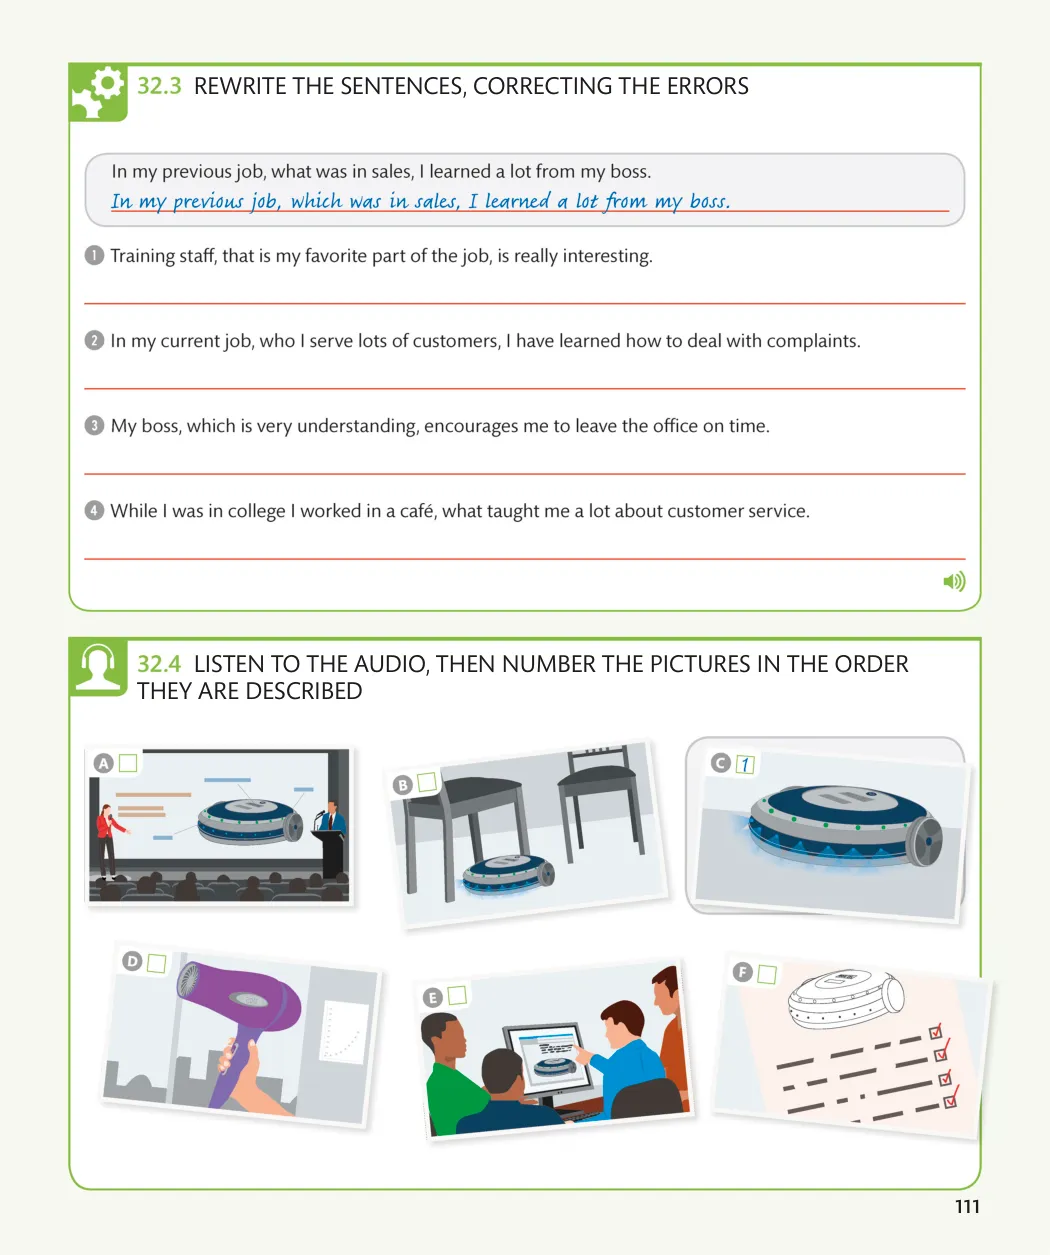 32.3 REWRITE THE SENTENCES, CORRECTING THE ERRORS
In my previous job, what was in sales, I learned a lot from my boss.
In my previous job, which was in sales, I learned a lot from my boss.
1 Training staff, that is my favorite part of the job, is really interesting.
2 In my current job, who I serve lots of customers, I have learned how to deal with complaints.
3 My boss, which is very understanding, encourages me to leave the office on time.
4 While I was in college I worked in a café, what taught me a lot about customer service.
32.4 LISTEN TO THE AUDIO, THEN NUMBER THE PICTURES IN THE ORDER
THEY ARE DESCRIBED
A
B
C 1
D
E
F
111